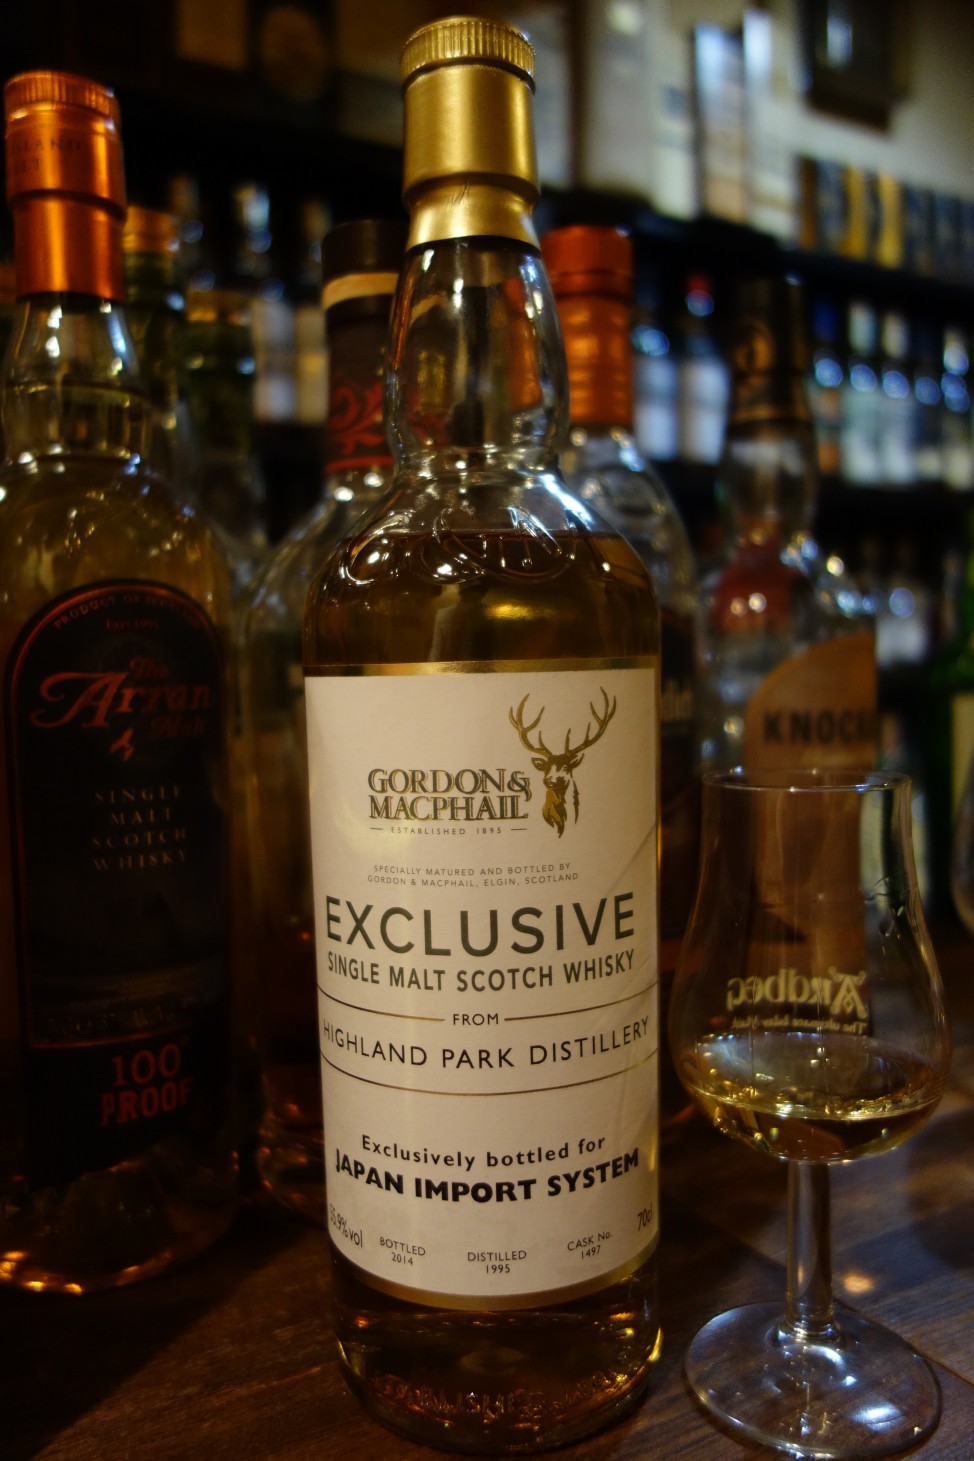 GORDON&
MACPHAIL
ESTABLISHED 1895
SPECIALLY MATURED AND BOTTLED BY
GORDON & MACPHAIL, ELGIN, SCOTLAND
EXCLUSIVE
SINGLE MALT SCOTCH WHISKY
FROM
HIGHLAND PARK DISTILLERY
Exclusively bottled for
JAPAN IMPORT SYSTEM
70cl
BOTTLED
2014
DISTILLED
1995
CASK No.
1497
PRODUCT OF
The
Arran
Malt
SINGLE
MALT
SCOTCH
WHISKY
100
PROOF
Ardbeg